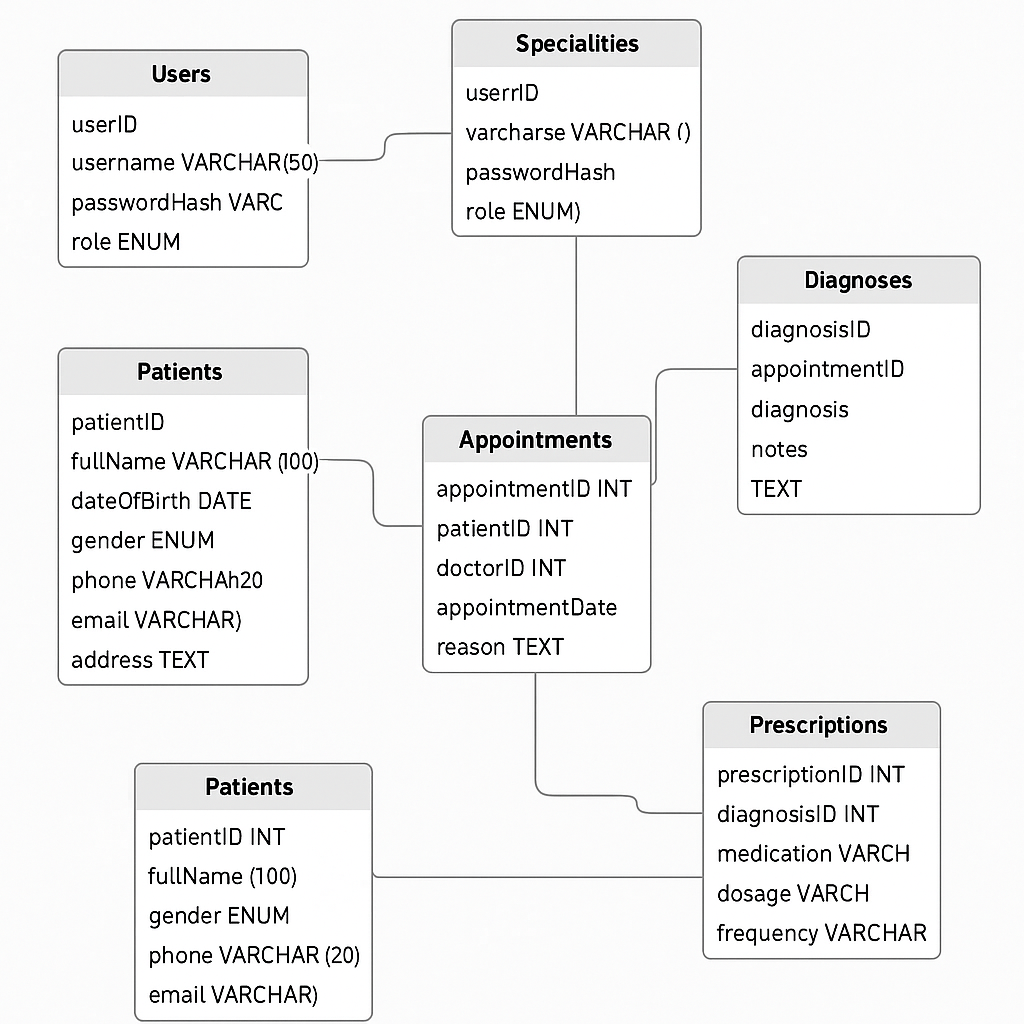 Users
userID
username VARCHAR(50)
passwordHash VARC
role ENUM
Specialities
userrID
varcharse VARCHAR ()
passwordHash
role ENUM)
Diagnoses
diagnosisID
appointmentID
diagnosis
notes
TEXT
Patients
patientID
fullName VARCHAR (100)
dateOfBirth DATE
gender ENUM
phone VARCHAh20
email VARCHAR)
address TEXT
Appointments
appointmentID INT
patientID INT
doctorID INT
appointmentDate
reason TEXT
Prescriptions
prescriptionID INT
diagnosisID INT
medication VARCH
dosage VARCH
frequency VARCHAR
Patients
patientID INT
fullName (100)
gender ENUM
phone VARCHAR (20)
email VARCHAR)